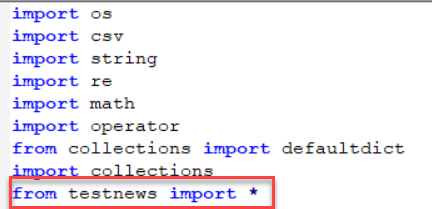 import os
import csv
import string
import re
import math
import operator
from collections import defaultdict
import collections
from testnews import *